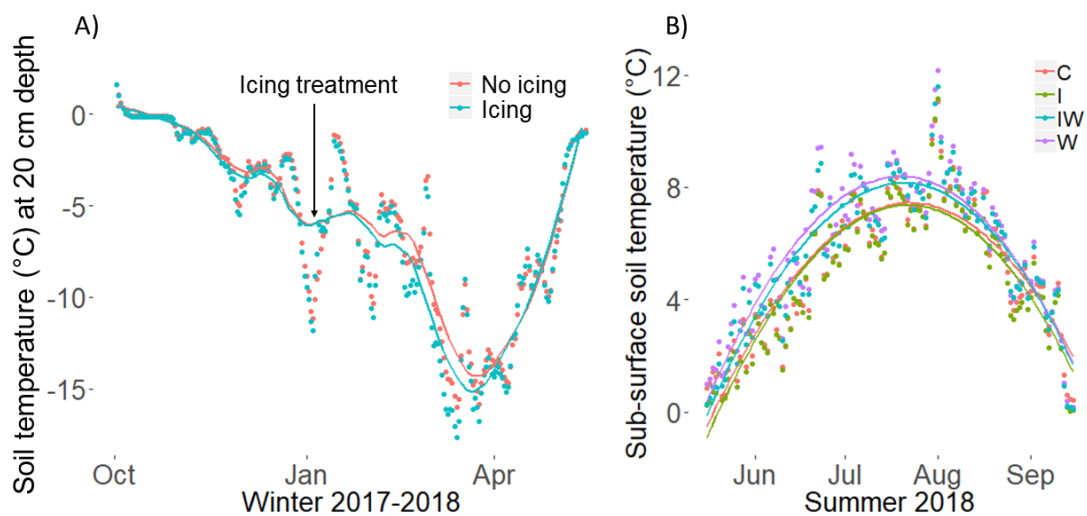 A)
Soil temperature (°C) at 20 cm depth
0
-5
-10
-15
Icing treatment
No icing
Icing
Oct
Jan
Apr
Winter 2017-2018
B)
Sub-surface soil temperature (°C)
12
8
4
0
C
I
IW
W
Jun
Jul
Aug
Sep
Summer 2018